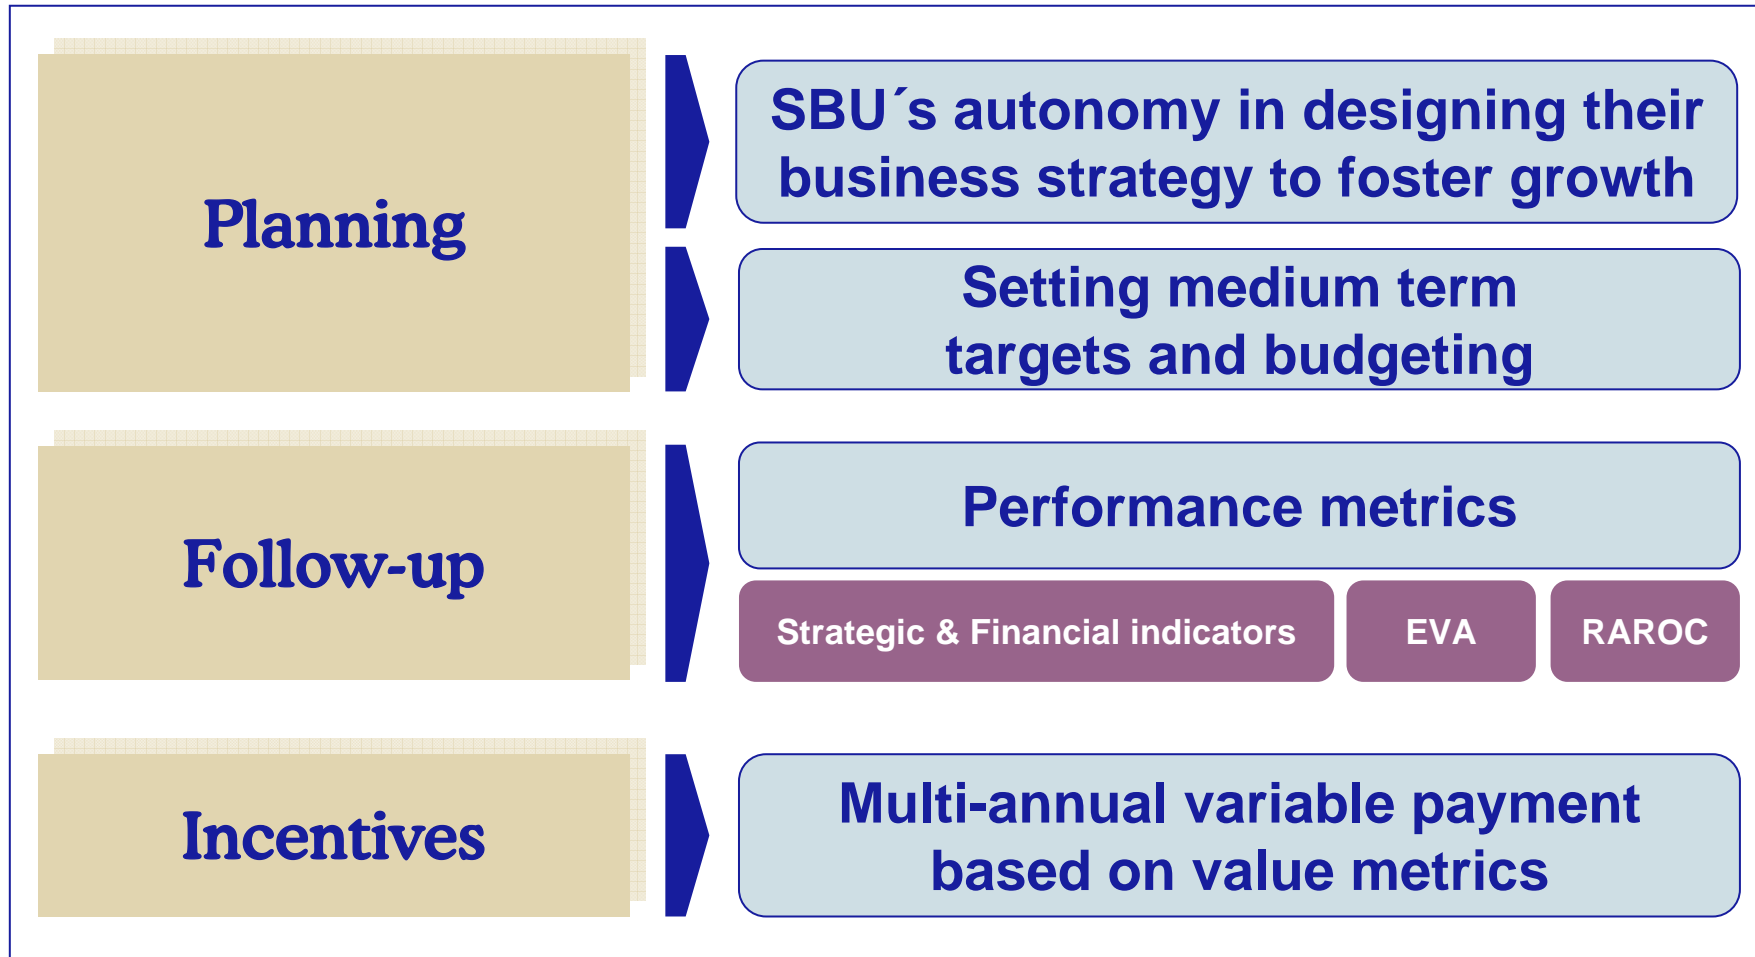 Planning
SBU´s autonomy in designing their
business strategy to foster growth
Setting medium term
targets and budgeting
Follow-up
Performance metrics
Strategic & Financial indicators
EVA
RAROC
Incentives
Multi-annual variable payment
based on value metrics